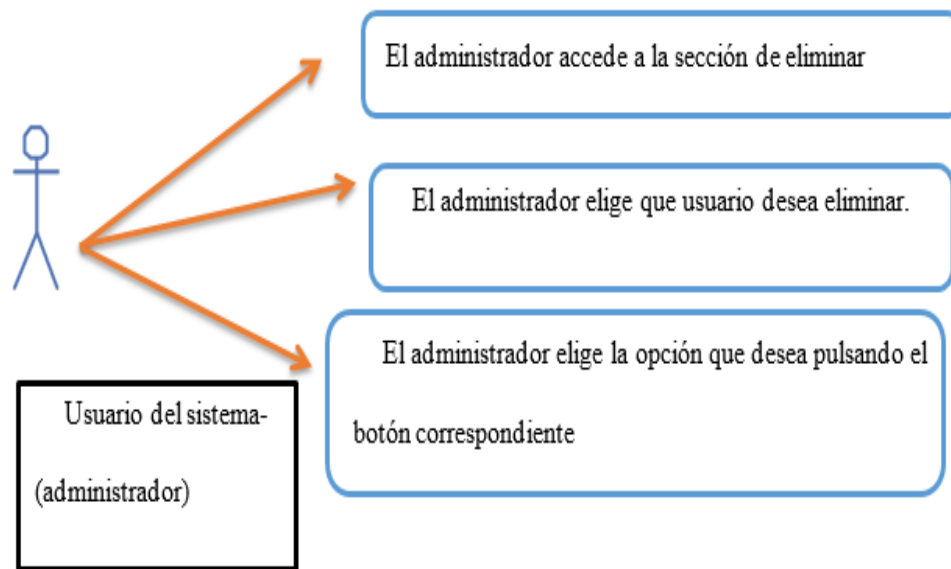 El administrador accede a la sección de eliminar
El administrador elige que usuario desea eliminar.
El administrador elige la opción que desea pulsando el
botón correspondiente
Usuario del sistema-
(administrador)